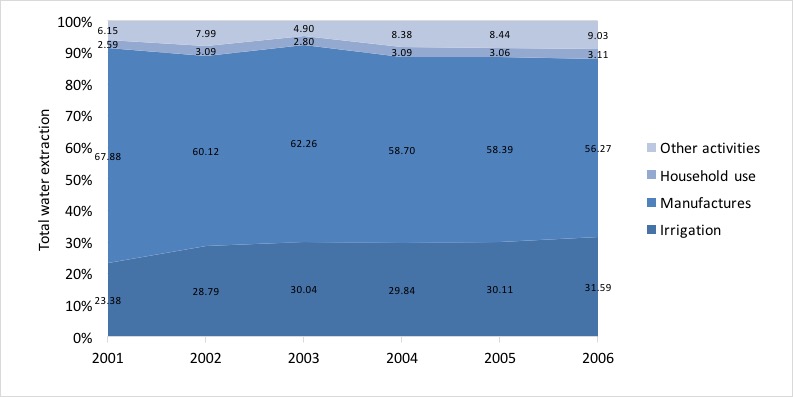 100%
90%
80%
70%
60%
50%
40%
30%
20%
10%
0%
Total water extraction
6.15 7.99 4.90 8.38 8.44 9.03
2.59 3.09 2.80 3.09 3.06 3.11
67.88 60.12 62.26 58.70 58.39 56.27
23.38 28.79 30.04 29.84 30.11 31.59
2001 2002 2003 2004 2005 2006
Other activities
Household use
Manufactures
Irrigation